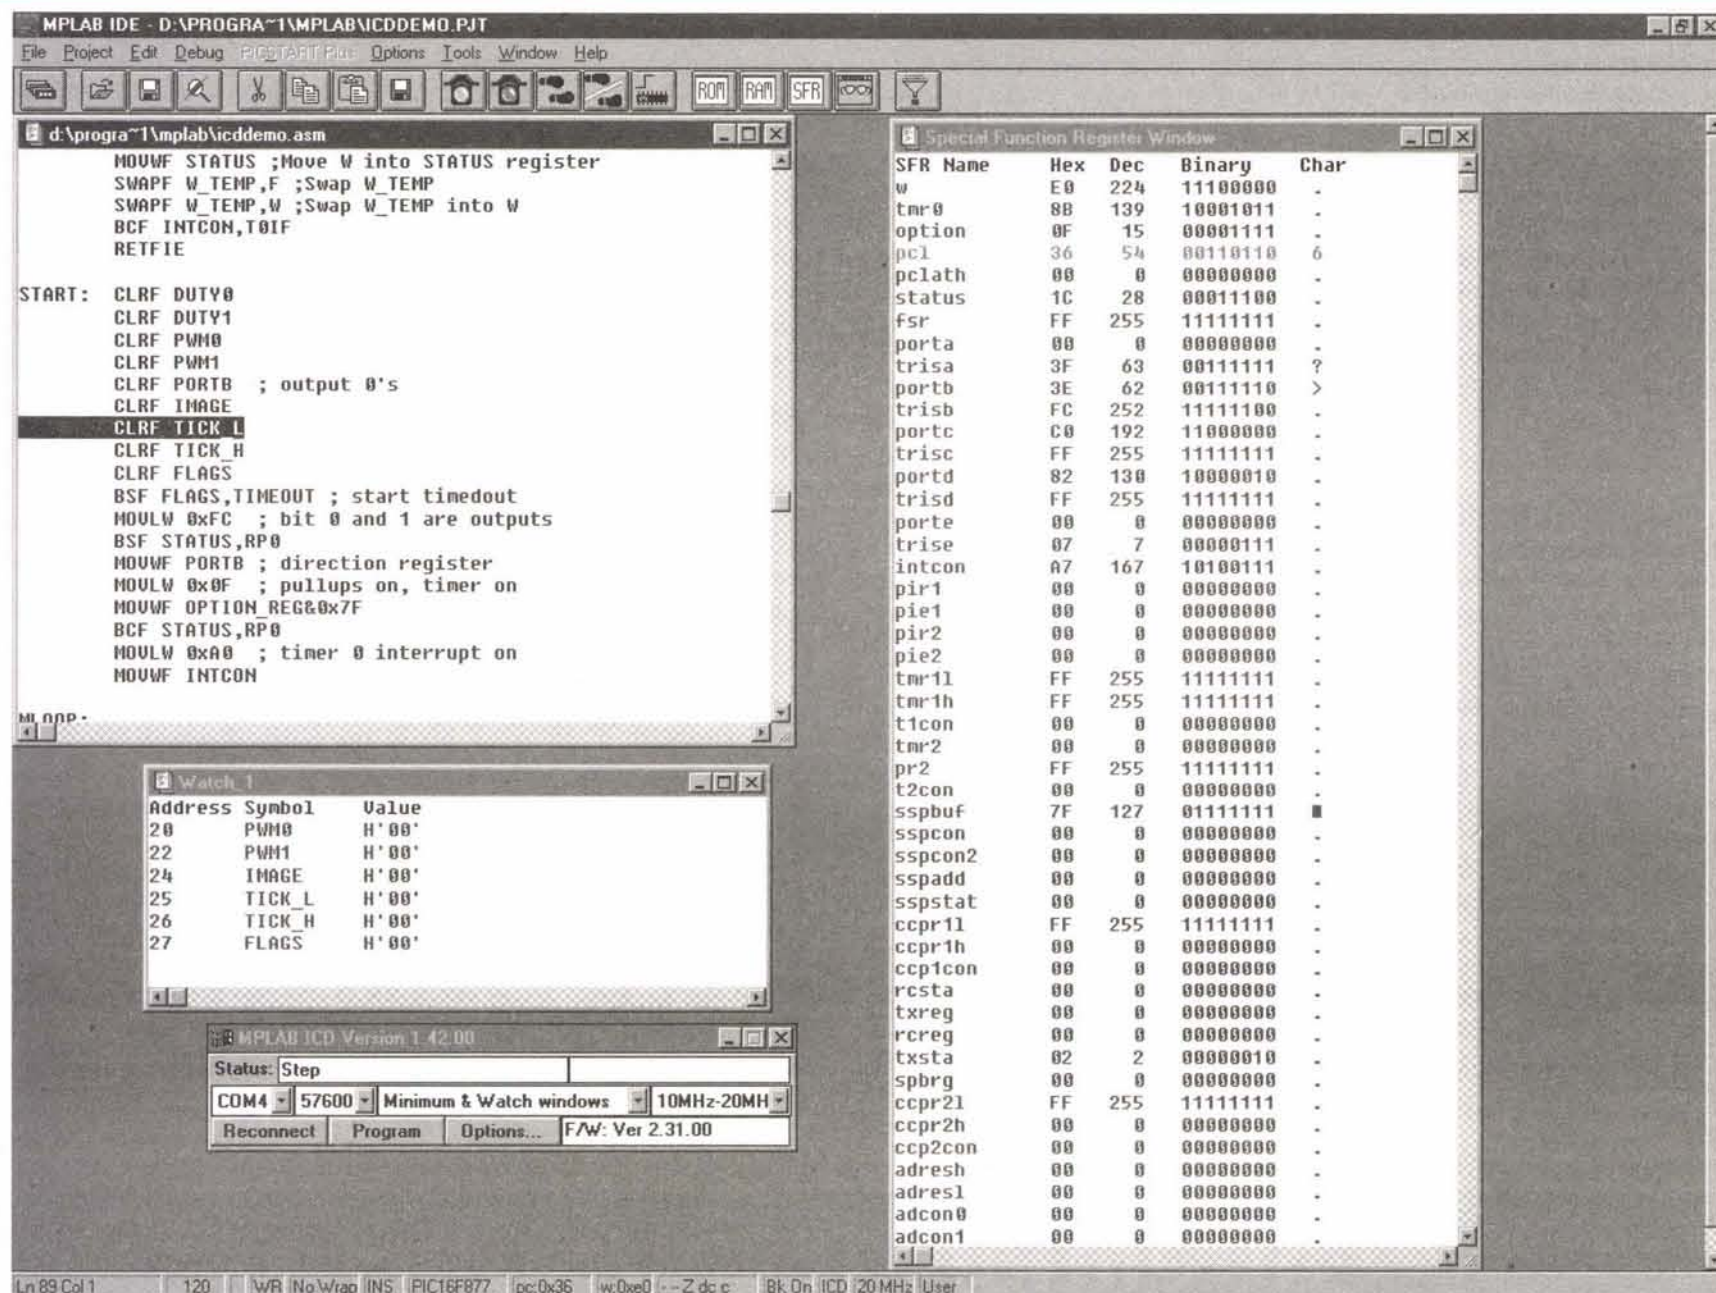 MPLAB IDE - D:\PROGRA~1\MPLAB\ICDDEMO.PJT
File Project Edit Debug PICSTART Plus Options Tools Window Help
ROM RAM SFR
d:\progra~1\mplab\icddemo.asm
MOVWF STATUS ;Move W into STATUS register
SWAPF W_TEMP,F ;Swap W_TEMP
SWAPF W_TEMP,W ;Swap W_TEMP into W
BCF INTCON,T0IF
RETFIE
START: CLRF DUTY0
CLRF DUTY1
CLRF PWM0
CLRF PWM1
CLRF PORTB ; output 0's
CLRF IMAGE
CLRF TICK_L
CLRF TICK_H
CLRF FLAGS
BSF FLAGS,TIMEOUT ; start timedout
MOVLW 0xFC ; bit 0 and 1 are outputs
BSF STATUS,RP0
MOVWF PORTB ; direction register
MOVLW 0x0F ; pullups on, timer on
MOVWF OPTION_REG&0x7F
BCF STATUS,RP0
MOVLW 0xA0 ; timer 0 interrupt on
MOVWF INTCON
MLOOP:
Watch_1
Address Symbol Value
20 PWM0 H'00'
22 PWM1 H'00'
24 IMAGE H'00'
25 TICK_L H'00'
26 TICK_H H'00'
27 FLAGS H'00'
MPLAB ICD Version 1.42.00
Status: Step
COM4 57600 Minimum & Watch windows 10MHz-20MH
Reconnect Program Options... F/W: Ver 2.31.00
Special Function Register Window
SFR Name Hex Dec Binary Char
w E0 224 11100000 .
tmr0 8B 139 10001011 .
option 0F 15 00001111 .
pcl 36 54 00110110 6
pclath 00 0 00000000 .
status 1C 28 00011100 .
fsr FF 255 11111111 .
porta 00 0 00000000 .
trisa 3F 63 00111111 ?
portb 3E 62 00111110 >
trisb FC 252 11111100 .
portc C0 192 11000000 .
trisc FF 255 11111111 .
portd 82 130 10000010 .
trisd FF 255 11111111 .
porte 00 0 00000000 .
trise 07 7 00000111 .
intcon A7 167 10100111 .
pir1 00 0 00000000 .
pie1 00 0 00000000 .
pir2 00 0 00000000 .
pie2 00 0 00000000 .
tmr1l FF 255 11111111 .
tmr1h FF 255 11111111 .
t1con 00 0 00000000 .
tmr2 00 0 00000000 .
pr2 FF 255 11111111 .
t2con 00 0 00000000 .
sspbuf 7F 127 01111111 ■
sspcon 00 0 00000000 .
sspcon2 00 0 00000000 .
sspadd 00 0 00000000 .
sspstat 00 0 00000000 .
ccpr1l FF 255 11111111 .
ccpr1h 00 0 00000000 .
ccp1con 00 0 00000000 .
rcsta 00 0 00000000 .
txreg 00 0 00000000 .
rcreg 00 0 00000000 .
txsta 02 2 00000010 .
spbrg 00 0 00000000 .
ccpr2l FF 255 11111111 .
ccpr2h 00 0 00000000 .
ccp2con 00 0 00000000 .
adresh 00 0 00000000 .
adresl 00 0 00000000 .
adcon0 00 0 00000000 .
adcon1 00 0 00000000 .
Ln 89 Col 1 120 WR No Wrap INS PIC16F877 pc:0x36 w:0xe0 - - Z dc c Bk On ICD 20 MHz User